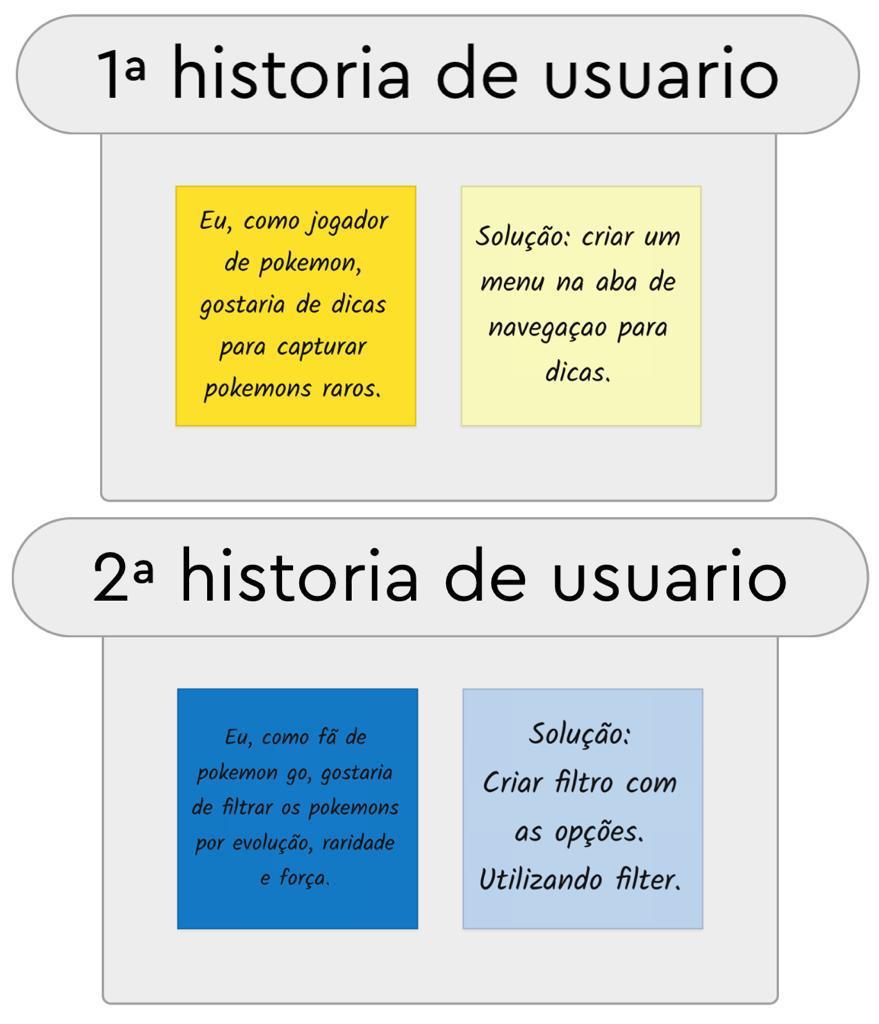 1ª historia de usuario
Eu, como jogador
de pokemon,
gostaria de dicas
para capturar
pokemons raros.
Solução: criar um
menu na aba de
navegaçao para
dicas.
2ª historia de usuario
Eu, como fã de
pokemon go, gostaria
de filtrar os pokemons
por evolução, raridade
e força.
Solução:
Criar filtro com
as opções.
Utilizando filter.